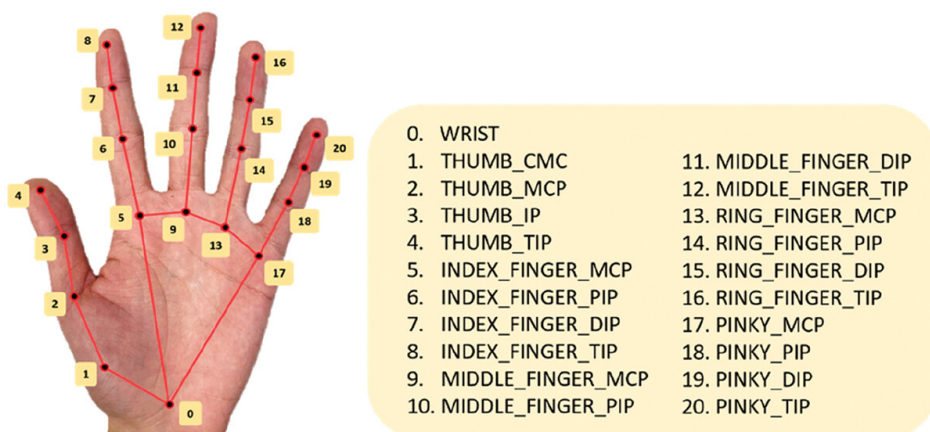 12
8
16
11
7
15
10
6
20
14
19
4
5
18
9
3
13
17
2
1
0
0. WRIST
1. THUMB_CMC
2. THUMB_MCP
3. THUMB_IP
4. THUMB_TIP
5. INDEX_FINGER_MCP
6. INDEX_FINGER_PIP
7. INDEX_FINGER_DIP
8. INDEX_FINGER_TIP
9. MIDDLE_FINGER_MCP
10. MIDDLE_FINGER_PIP
11. MIDDLE_FINGER_DIP
12. MIDDLE_FINGER_TIP
13. RING_FINGER_MCP
14. RING_FINGER_PIP
15. RING_FINGER_DIP
16. RING_FINGER_TIP
17. PINKY_MCP
18. PINKY_PIP
19. PINKY_DIP
20. PINKY_TIP